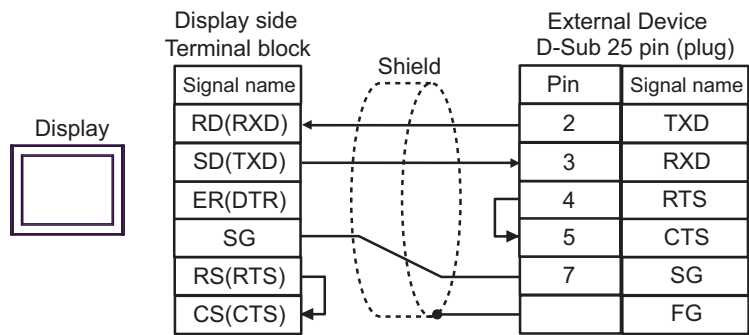 Display side
Terminal block
External Device
D-Sub 25 pin (plug)
Shield
Display
Signal name
Pin
Signal name
RD(RXD)
2
TXD
SD(TXD)
3
RXD
ER(DTR)
4
RTS
SG
5
CTS
RS(RTS)
7
SG
CS(CTS)
FG